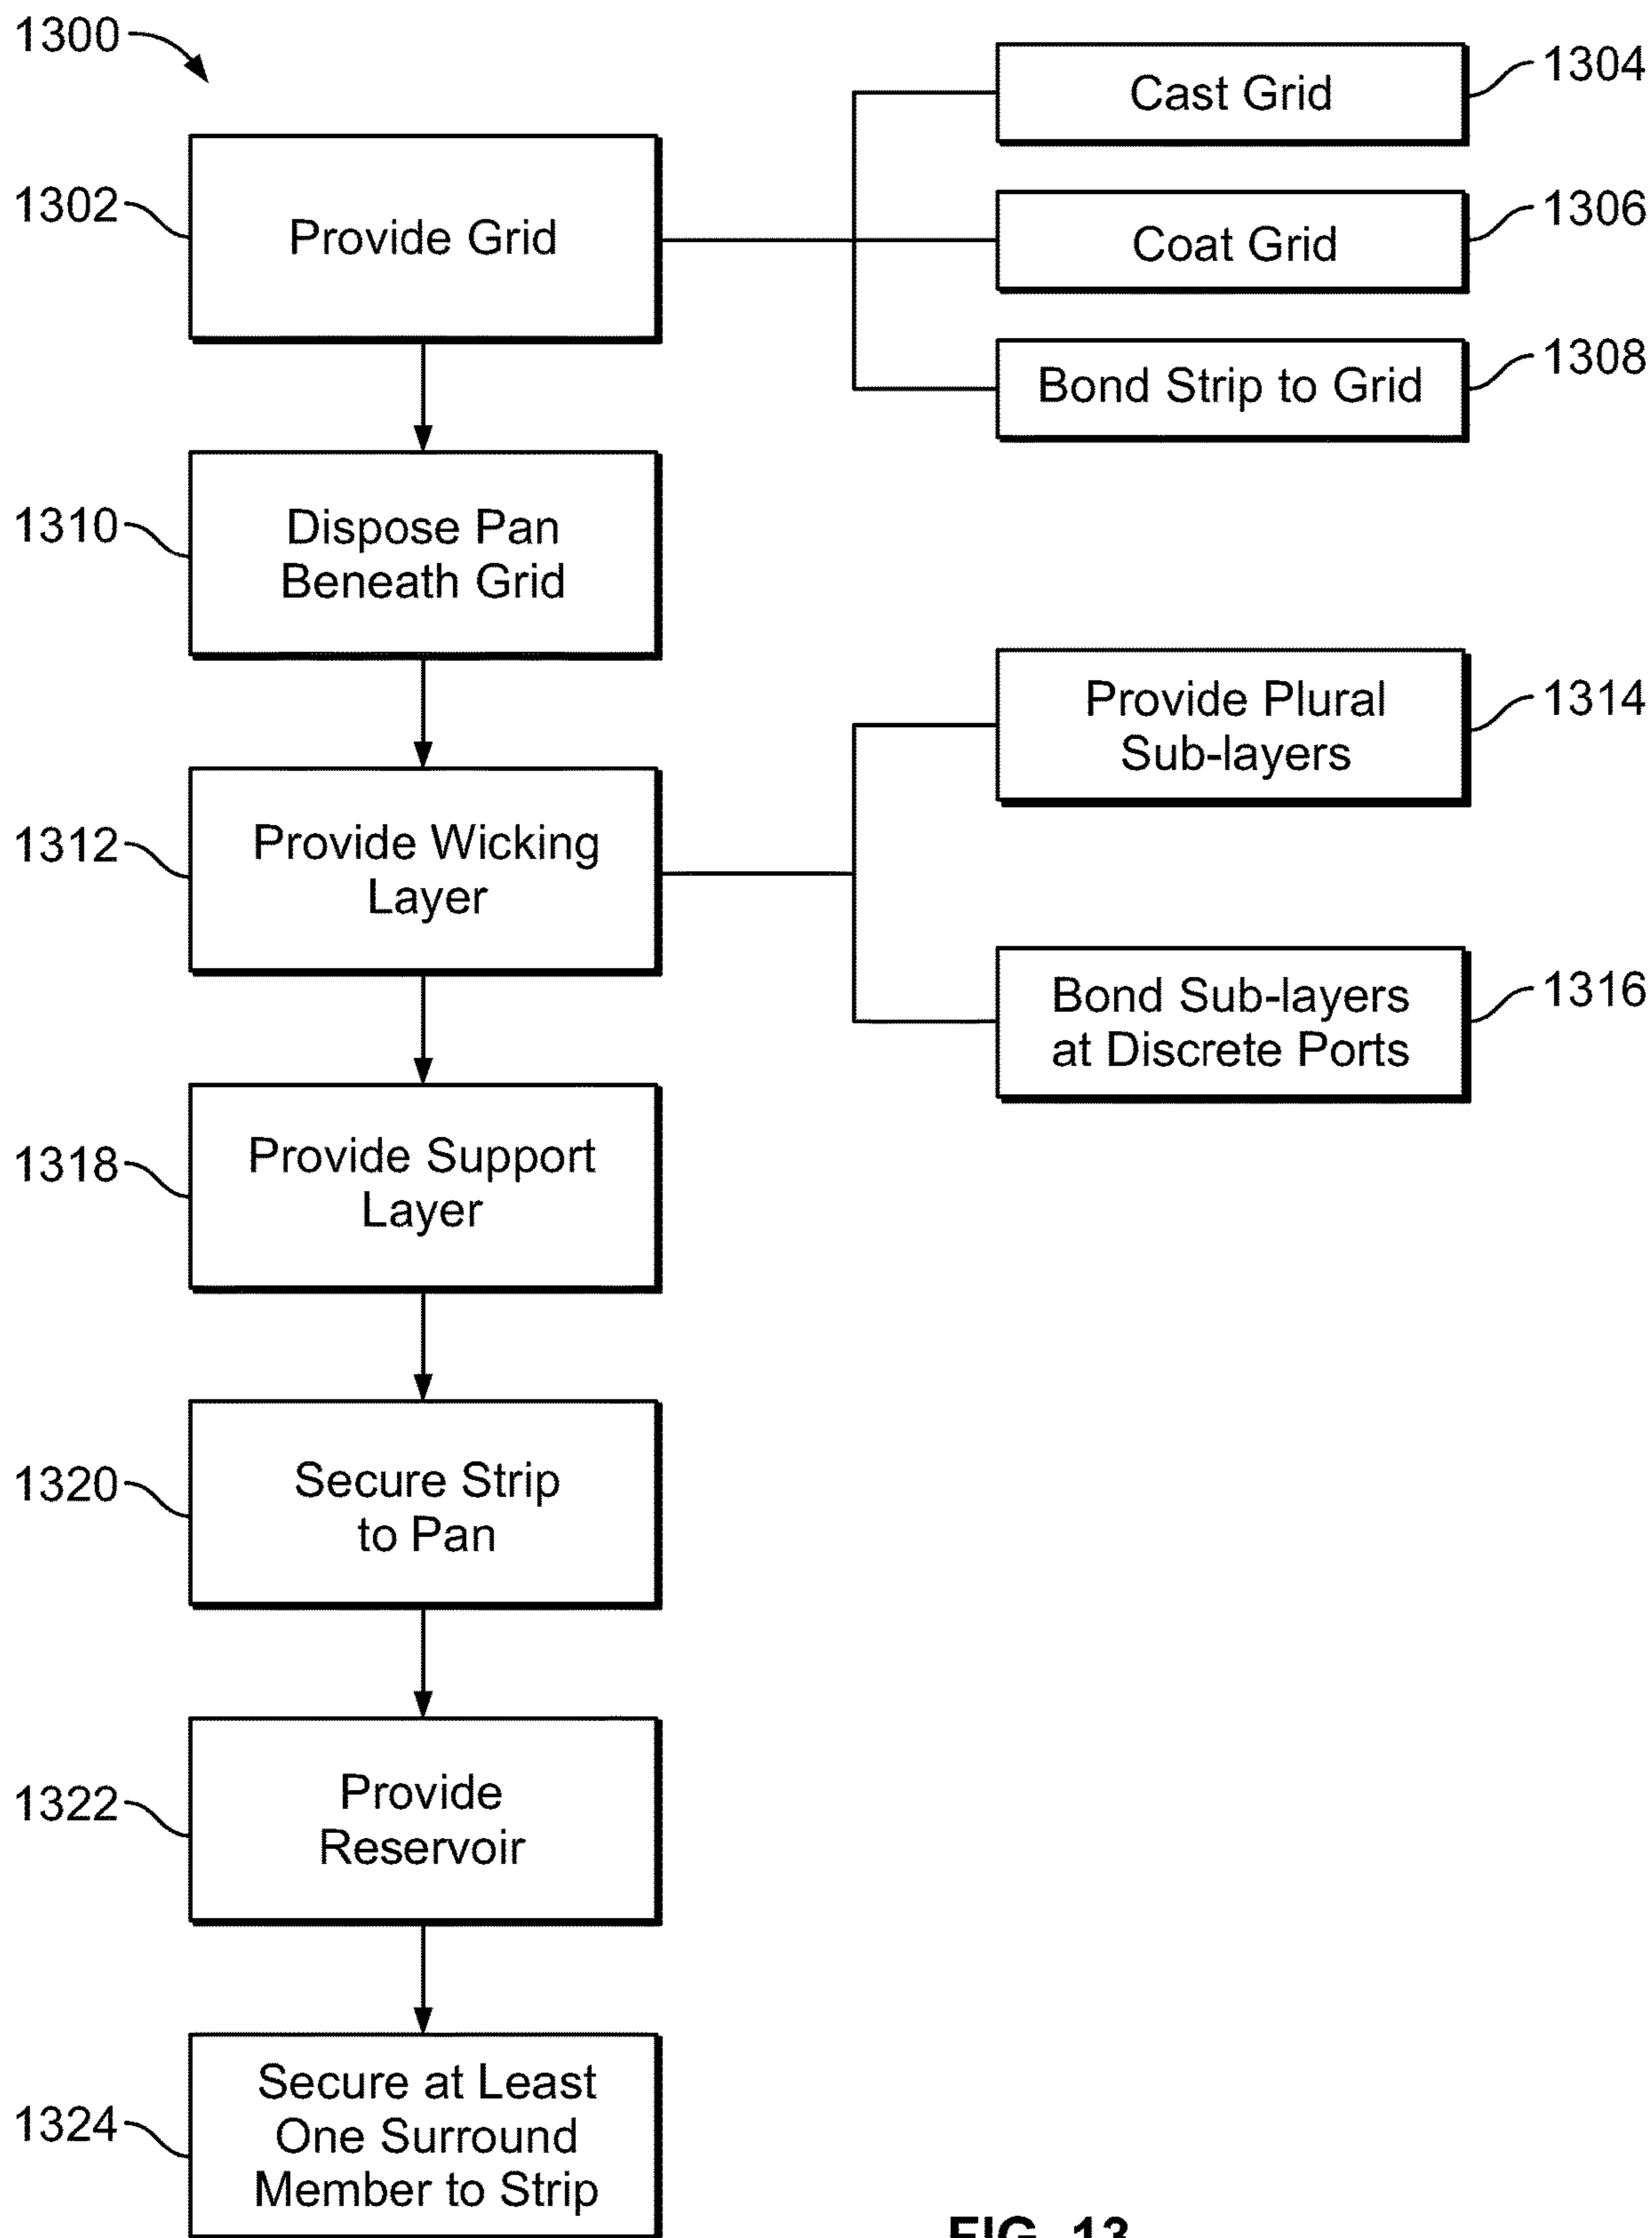 1300
1302
Provide Grid
Cast Grid
1304
Coat Grid
1306
Bond Strip to Grid
1308
1310
Dispose Pan
Beneath Grid
1312
Provide Wicking
Layer
Provide Plural
Sub-layers
1314
Bond Sub-layers
at Discrete Ports
1316
1318
Provide Support
Layer
1320
Secure Strip
to Pan
1322
Provide
Reservoir
1324
Secure at Least
One Surround
Member to Strip
FIG. 13